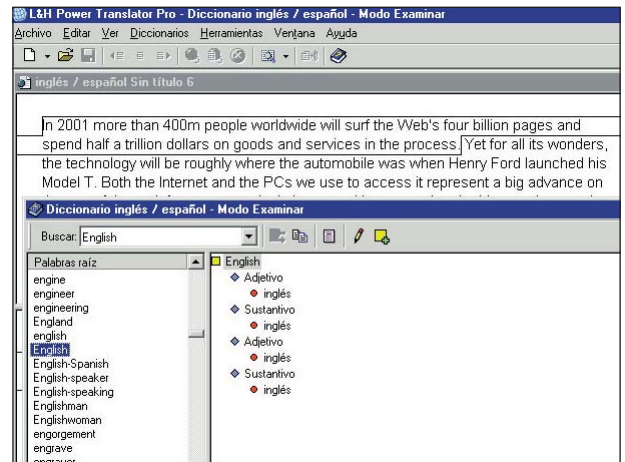 L&H Power Translator Pro - Diccionario inglés / español - Modo Examinar
Archivo Editar Ver Diccionarios Herramientas Ventana Ayuda
inglés / español Sin título 6
In 2001 more than 400m people worldwide will surf the Web's four billion pages and
spend half a trillion dollars on goods and services in the process. Yet for all its wonders,
the technology will be roughly where the automobile was when Henry Ford launched his
Model T. Both the Internet and the PCs we use to access it represent a big advance on
Diccionario inglés / español - Modo Examinar
Buscar: English
Palabras raíz
engine
engineer
engineering
England
english
English
English-Spanish
English-speaker
English-speaking
Englishman
Englishwoman
engorgement
engrave
English
Adjetivo
inglés
Sustantivo
inglés
Adjetivo
inglés
Sustantivo
inglés